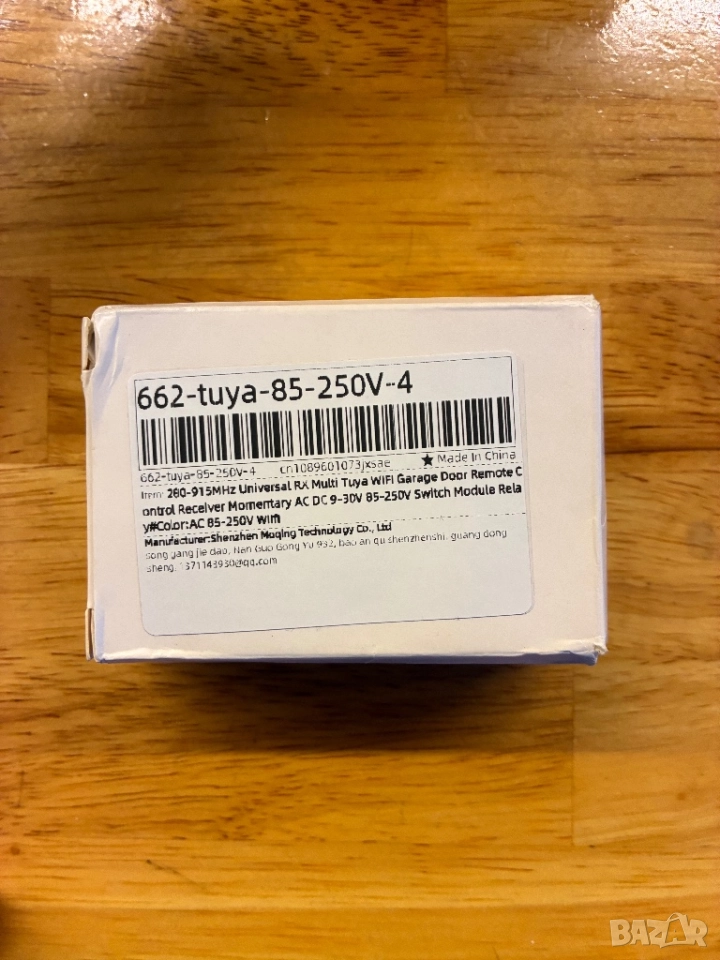 662-tuya-85-250V-4
662-tuya-85-250V-4 cn1089601073jxsae ★ Made In China
Item: 280-915MHz Universal RX Multi Tuya WIFI Garage Door Remote C
ontrol Receiver Momentary AC DC 9-30V 85-250V Switch Module Rela
y#Color:AC 85-250V Wifi
Manufacturer:Shenzhen Moqing Technology Co., Ltd
song gang jie dao, Nan Guo Gong Yu 932, bao an qu shenzhenshi, guang dong
sheng, 1371143930@qq.com
BAZAR